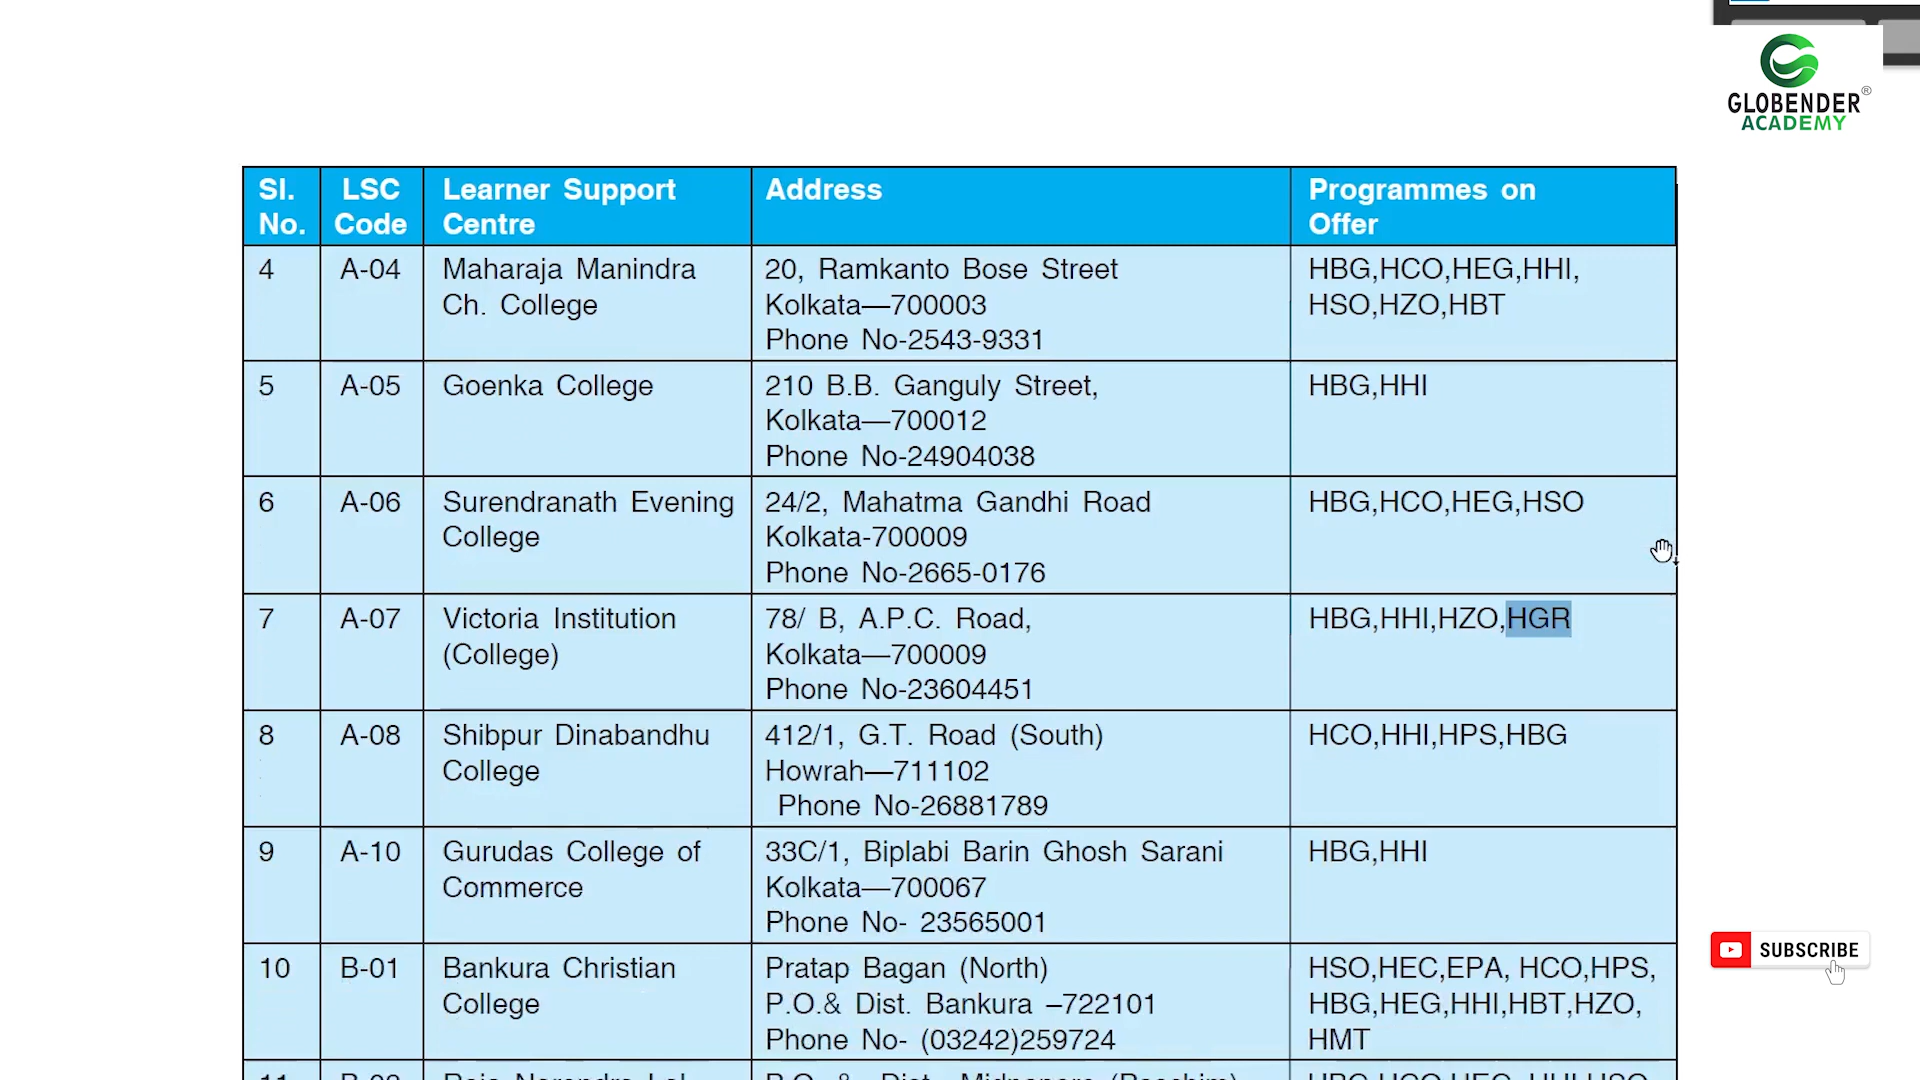 GLOBENDER®
ACADEMY
Sl. No. LSC Code Learner Support Centre Address Programmes on Offer
4 A-04 Maharaja Manindra 20, Ramkanto Bose Street HBG,HCO,HEG,HHI,
Ch. College Kolkata—700003 HSO,HZO,HBT
Phone No-2543-9331
5 A-05 Goenka College 210 B.B. Ganguly Street, HBG,HHI
Kolkata—700012
Phone No-24904038
6 A-06 Surendranath Evening 24/2, Mahatma Gandhi Road HBG,HCO,HEG,HSO
College Kolkata-700009
Phone No-2665-0176
7 A-07 Victoria Institution 78/ B, A.P.C. Road, HBG,HHI,HZO,HGR
(College) Kolkata—700009
Phone No-23604451
8 A-08 Shibpur Dinabandhu 412/1, G.T. Road (South) HCO,HHI,HPS,HBG
College Howrah—711102
Phone No-26881789
9 A-10 Gurudas College of 33C/1, Biplabi Barin Ghosh Sarani HBG,HHI
Commerce Kolkata—700067
Phone No- 23565001
10 B-01 Bankura Christian Pratap Bagan (North) HSO,HEC,EPA, HCO,HPS,
College P.O.& Dist. Bankura –722101 HBG,HEG,HHI,HBT,HZO,
Phone No- (03242)259724 HMT
SUBSCRIBE